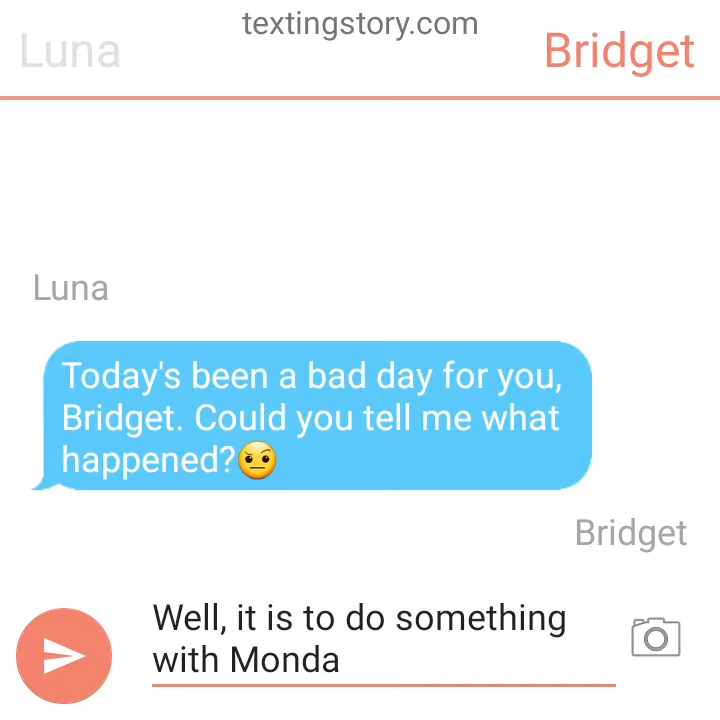 textingstory.com
Luna
Bridget
Luna
Today's been a bad day for you,
Bridget. Could you tell me what
happened?🤨
Bridget
Well, it is to do something
with Monda